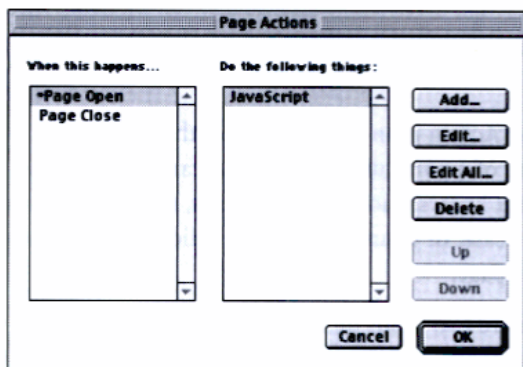 Page Actions
When this happens... Do the following things:
*Page Open JavaScript Add...
Page Close Edit...
Edit All...
Delete
Up
Down
Cancel OK